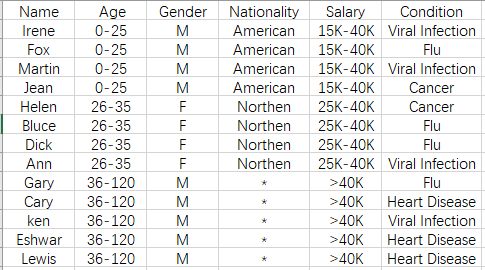 Name Age Gender Nationality Salary Condition
Irene 0-25 M American 15K-40K Viral Infection
Fox 0-25 M American 15K-40K Flu
Martin 0-25 M American 15K-40K Viral Infection
Jean 0-25 M American 15K-40K Cancer
Helen 26-35 F Northen 25K-40K Cancer
Bluce 26-35 F Northen 25K-40K Flu
Dick 26-35 F Northen 25K-40K Flu
Ann 26-35 F Northen 25K-40K Viral Infection
Gary 36-120 M * >40K Flu
Cary 36-120 M * >40K Heart Disease
ken 36-120 M * >40K Viral Infection
Eshwar 36-120 M * >40K Heart Disease
Lewis 36-120 M * >40K Heart Disease